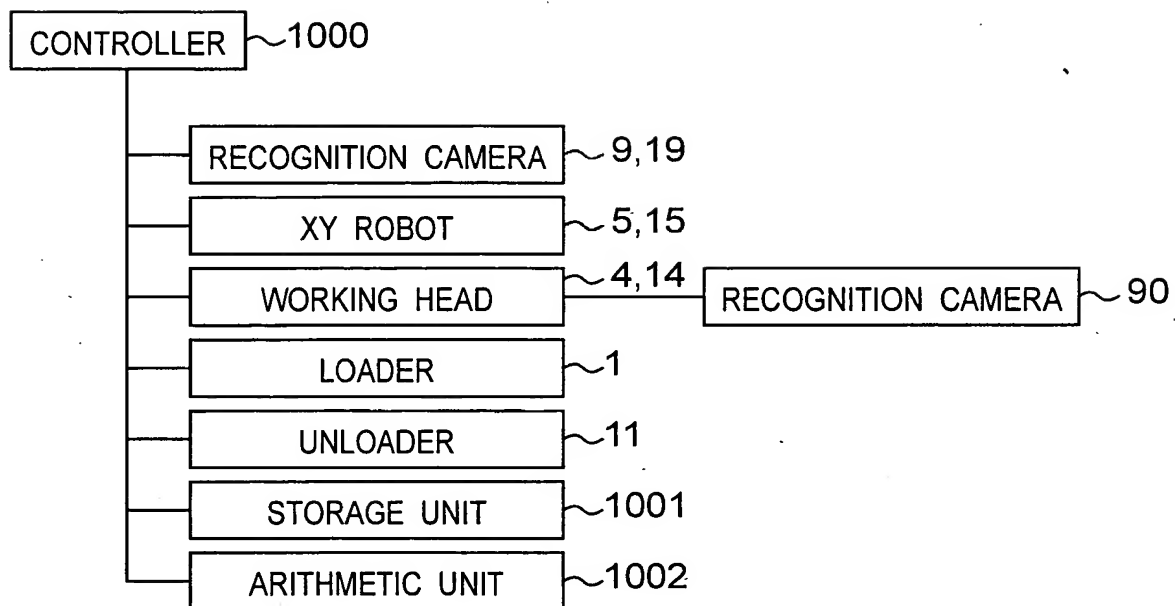 CONTROLLER 1000
RECOGNITION CAMERA 9,19
XY ROBOT 5,15
WORKING HEAD 4,14 RECOGNITION CAMERA 90
LOADER 1
UNLOADER 11
STORAGE UNIT 1001
ARITHMETIC UNIT 1002